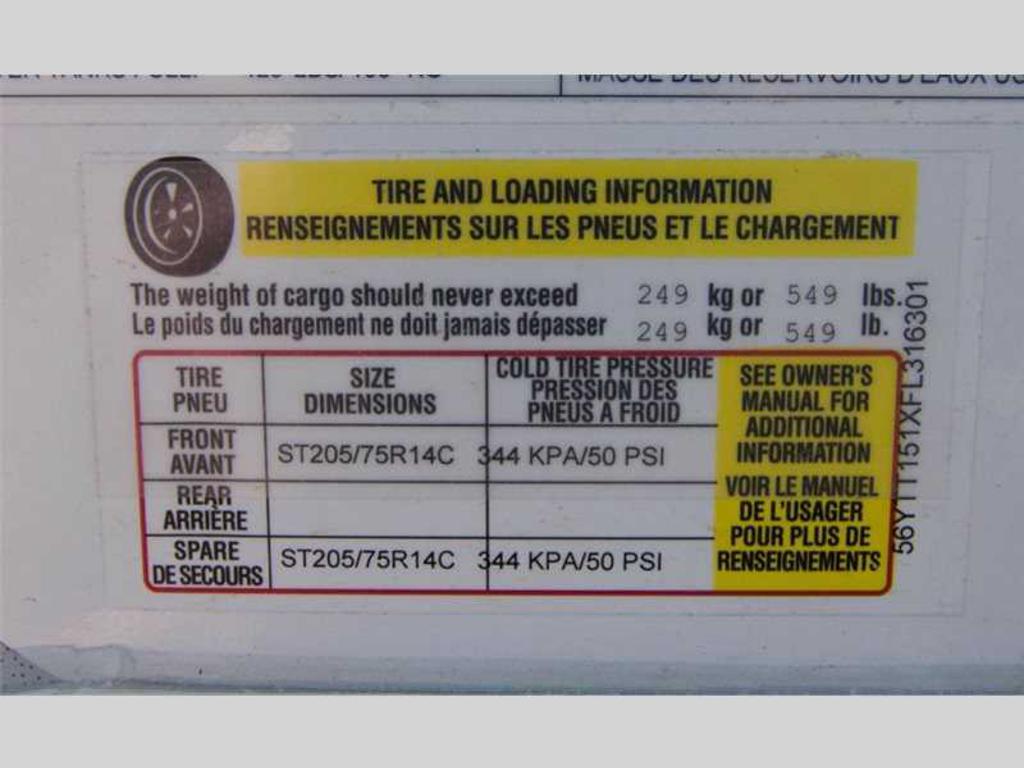 MASSE DES RESERVOIRS D'EAUX
TIRE AND LOADING INFORMATION
RENSEIGNEMENTS SUR LES PNEUS ET LE CHARGEMENT
The weight of cargo should never exceed 249 kg or 549 lbs.
Le poids du chargement ne doit jamais dépasser 249 kg or 549 lb.
TIRE
PNEU
SIZE
DIMENSIONS
COLD TIRE PRESSURE
PRESSION DES
PNEUS A FROID
FRONT
AVANT
ST205/75R14C
344 KPA/50 PSI
REAR
ARRIÈRE
SPARE
DE SECOURS
ST205/75R14C
344 KPA/50 PSI
SEE OWNER'S
MANUAL FOR
ADDITIONAL
INFORMATION
VOIR LE MANUEL
DE L'USAGER
POUR PLUS DE
RENSEIGNEMENTS